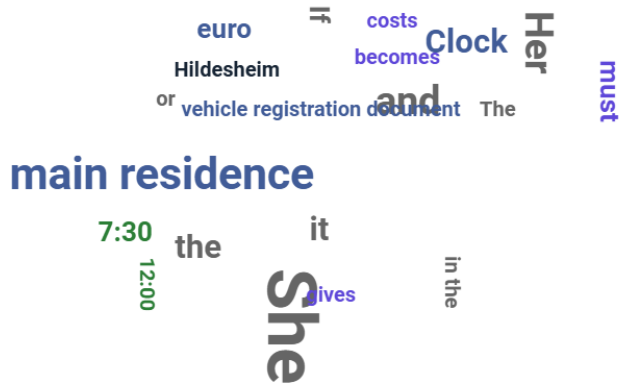 If
costs
euro
Clock
Her
becomes
Hildesheim
must
or
and
vehicle registration document
The
main residence
7:30
the
it
12:00
She
gives
in the